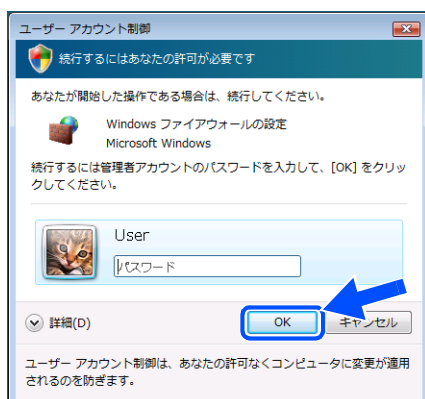 ユーザー アカウント制御
続行するにはあなたの許可が必要です
あなたが開始した操作である場合は、続行してください。
Windows ファイアウォールの設定
Microsoft Windows
続行するには管理者アカウントのパスワードを入力して、[OK] をクリッ
クしてください。
User
パスワード
詳細(D)
OK
キャンセル
ユーザー アカウント制御は、あなたの許可なくコンピュータに変更が適用
されるのを防ぎます。